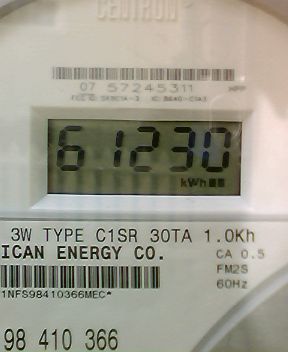 CENTRON
07 57245311
61230
kWh
3W TYPE C1SR 30TA 1.0Kh
ICAN ENERGY CO. CA 0.5
FM2S
1NFS98410366MEC* 60Hz
98 410 366